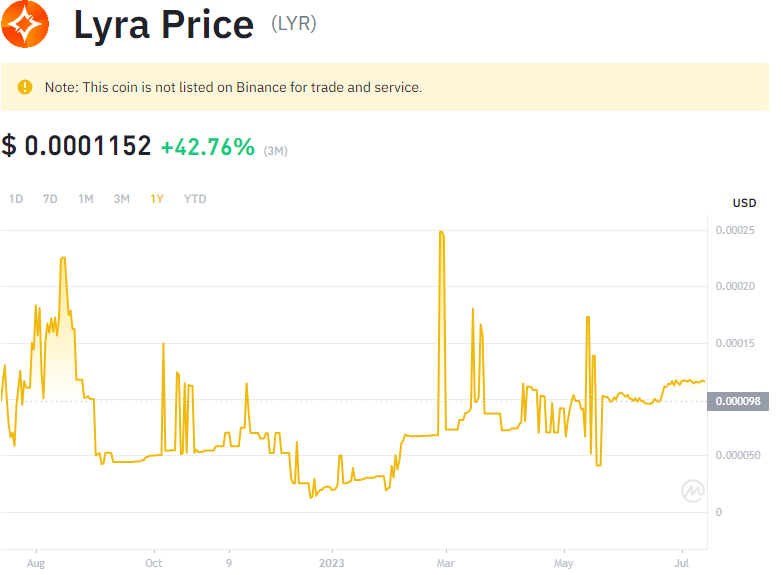 Lyra Price (LYR)
Note: This coin is not listed on Binance for trade and service.
$ 0.0001152 +42.76% (3M)
1D 7D 1M 3M 1Y YTD
USD
0.00025
0.00020
0.00015
0.000098
0.000050
0
Aug Oct 9 2023 Mar May Jul